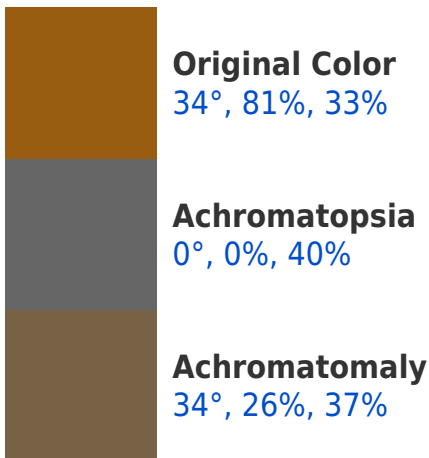 Original Color
34°, 81%, 33%
Achromatopsia
0°, 0%, 40%
Achromatomaly
34°, 26%, 37%